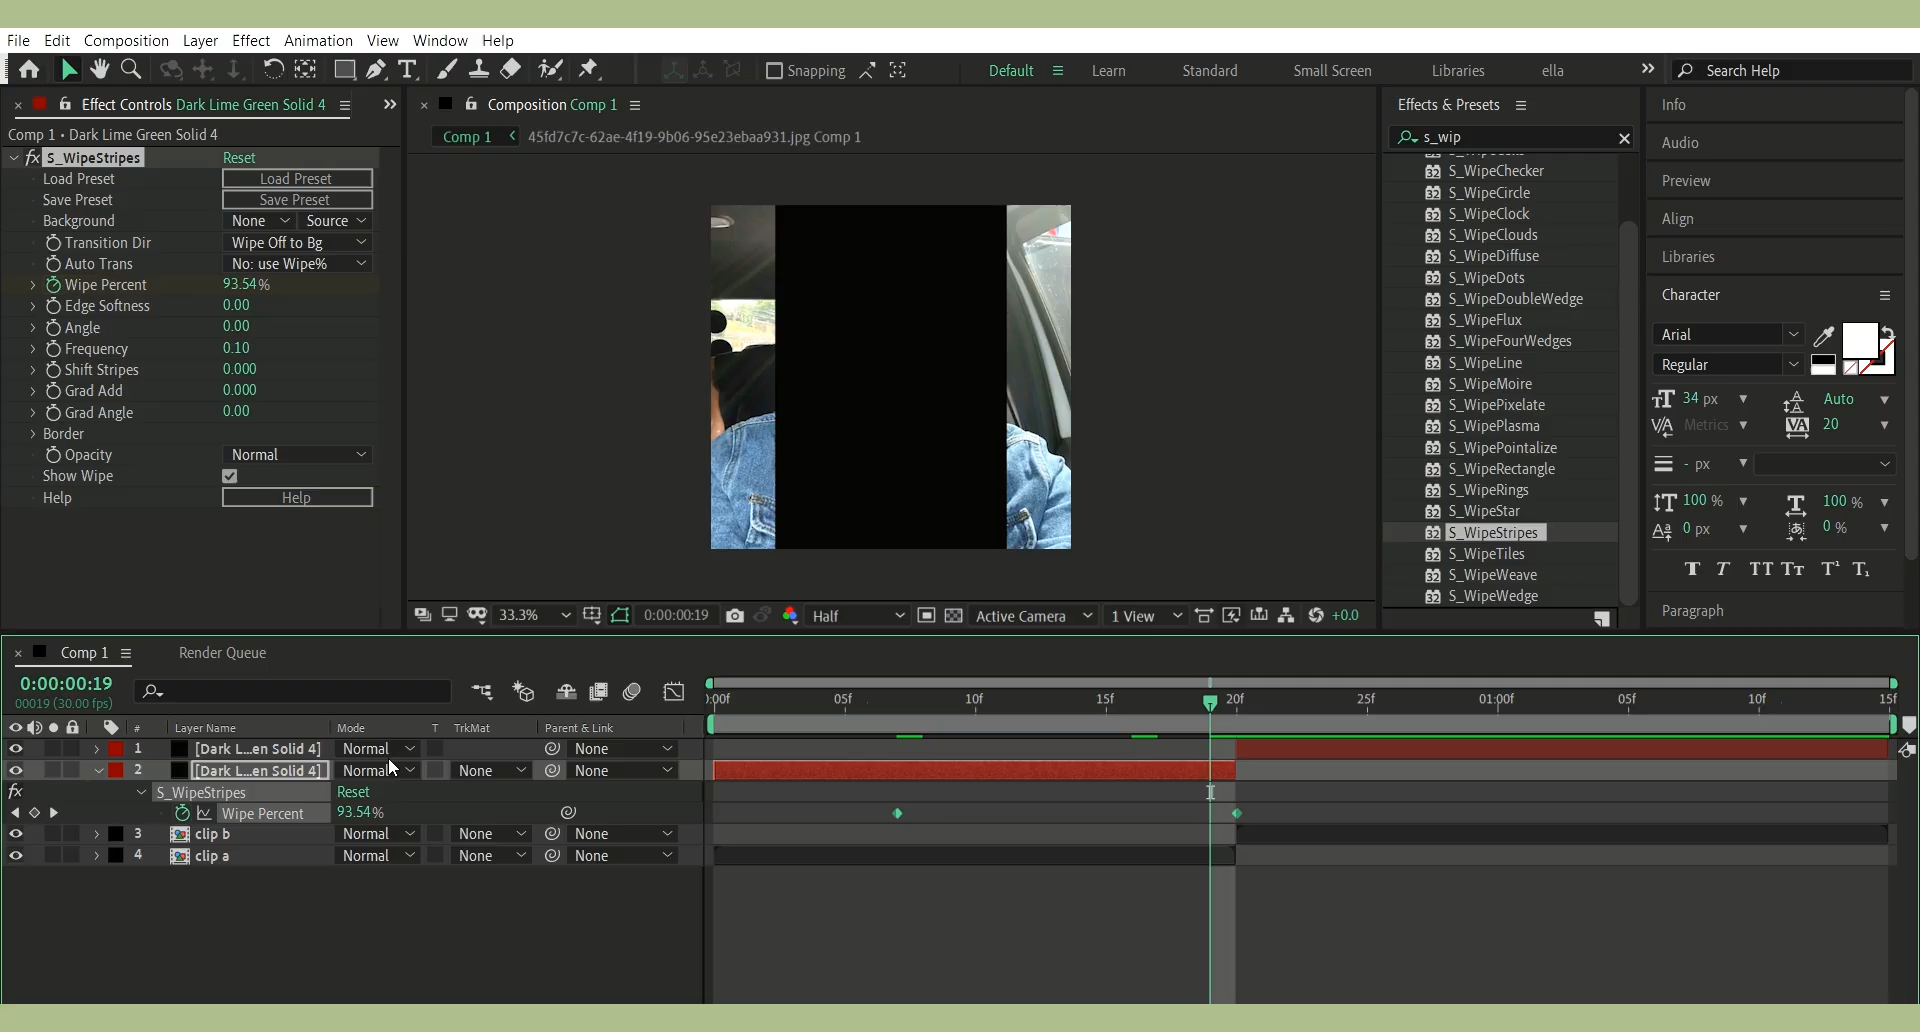 File Edit Composition Layer Effect Animation View Window Help
Snapping Default Learn Standard Small Screen Libraries ella Search Help
Effect Controls Dark Lime Green Solid 4
Comp 1 • Dark Lime Green Solid 4
fx S_WipeStripes Reset
Load Preset Load Preset
Save Preset Save Preset
Background None Source
Transition Dir Wipe Off to Bg
Auto Trans No: use Wipe%
Wipe Percent 93.54%
Edge Softness 0.00
Angle 0.00
Frequency 0.10
Shift Stripes 0.000
Grad Add 0.000
Grad Angle 0.00
Border
Opacity Normal
Show Wipe
Help Help
Composition Comp 1
Comp 1 45fd7c7c-62ae-4f19-9b06-95e23ebaa931.jpg Comp 1
33.3% 0:00:00:19 Half Active Camera 1 View +0.0
Effects & Presets
s_wip
S_WipeChecker
S_WipeCircle
S_WipeClock
S_WipeClouds
S_WipeDiffuse
S_WipeDots
S_WipeDoubleWedge
S_WipeFlux
S_WipeFourWedges
S_WipeLine
S_WipeMoire
S_WipePixelate
S_WipePlasma
S_WipePointalize
S_WipeRectangle
S_WipeRings
S_WipeStar
S_WipeStripes
S_WipeTiles
S_WipeWeave
S_WipeWedge
Info
Audio
Preview
Align
Libraries
Character
Arial
Regular
34 px Auto
Metrics 20
- px
100 % 100 %
0 px 0 %
T T TT Tt T¹ T₁
Paragraph
Comp 1 Render Queue
0:00:00:19
00019 (30.00 fps)
:00f 05f 10f 15f 20f 25f 01:00f 05f 10f 15f
# Layer Name Mode T TrkMat Parent & Link
1 [Dark L...en Solid 4] Normal None
2 [Dark L...en Solid 4] Normal None None
fx S_WipeStripes Reset
Wipe Percent 93.54%
3 clip b Normal None None
4 clip a Normal None None